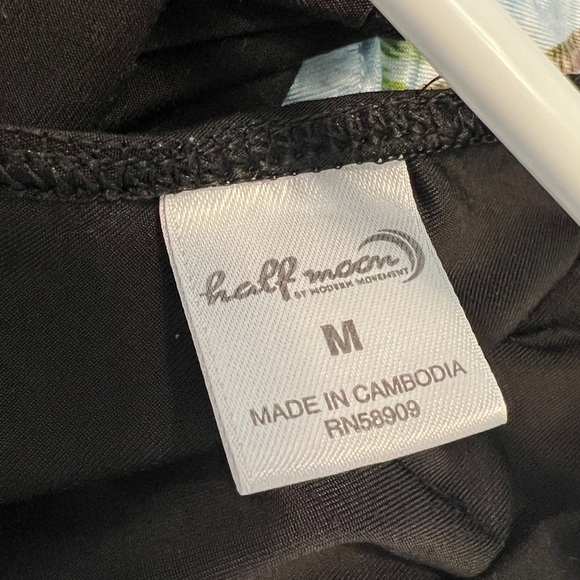 half moon
BY MODERN MOVEMENT
M
MADE IN CAMBODIA
RN58909